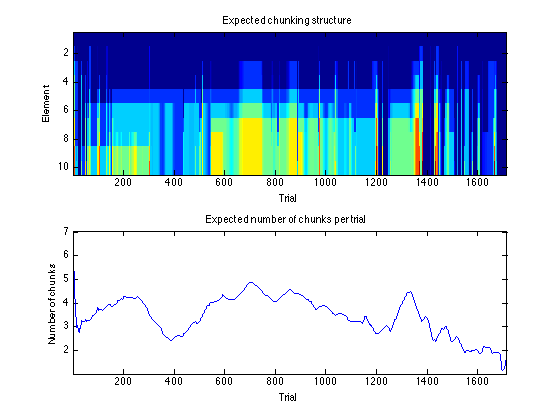 Expected chunking structure
2
4
6
8
10
Element
200 400 600 800 1000 1200 1400 1600
Trial
Expected number of chunks per trial
7
6
5
4
3
2
Number of chunks
200 400 600 800 1000 1200 1400 1600
Trial